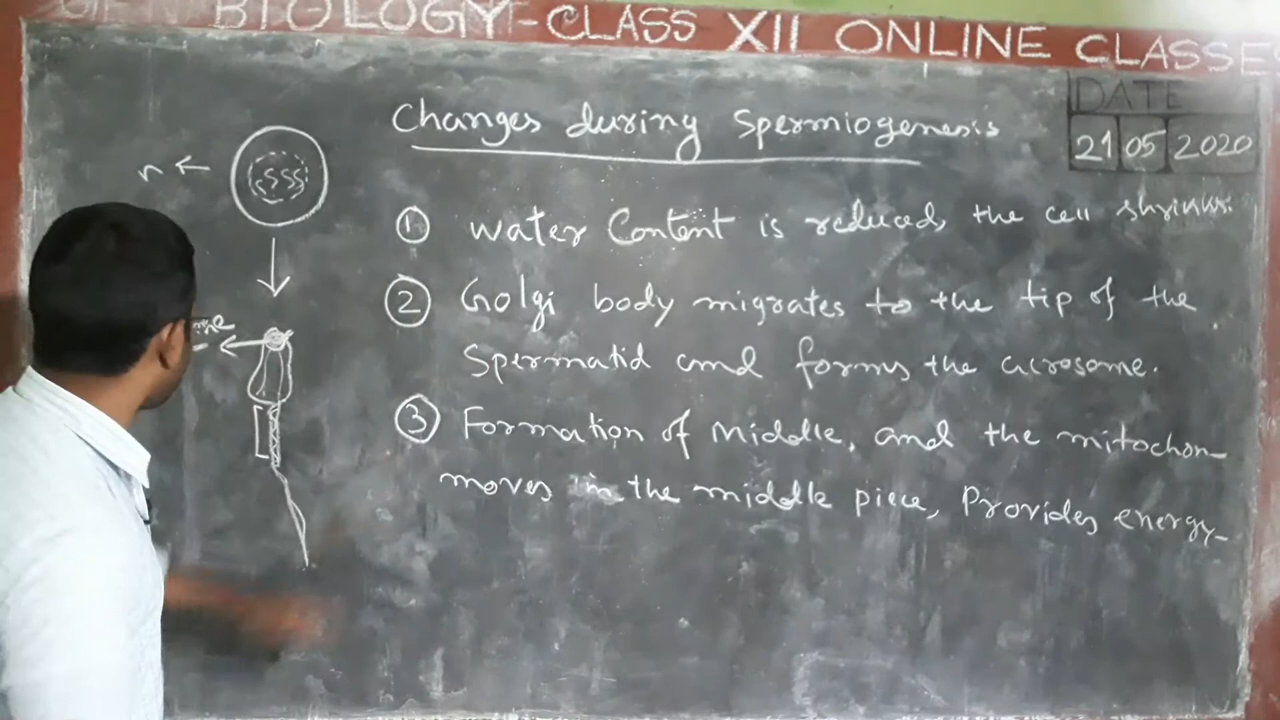 BIOLOGY-CLASS XII ONLINE CLASSES
DATE
21 05 2020
Changes during Spermiogenesis
n
① Water Content is reduced, the cell shrinks.
② Golgi body migrates to the tip of the
Spermatid and forms the acrosome.
③ Formation of Middle, and the mitochon-
moves in the middle piece, Provides energy-